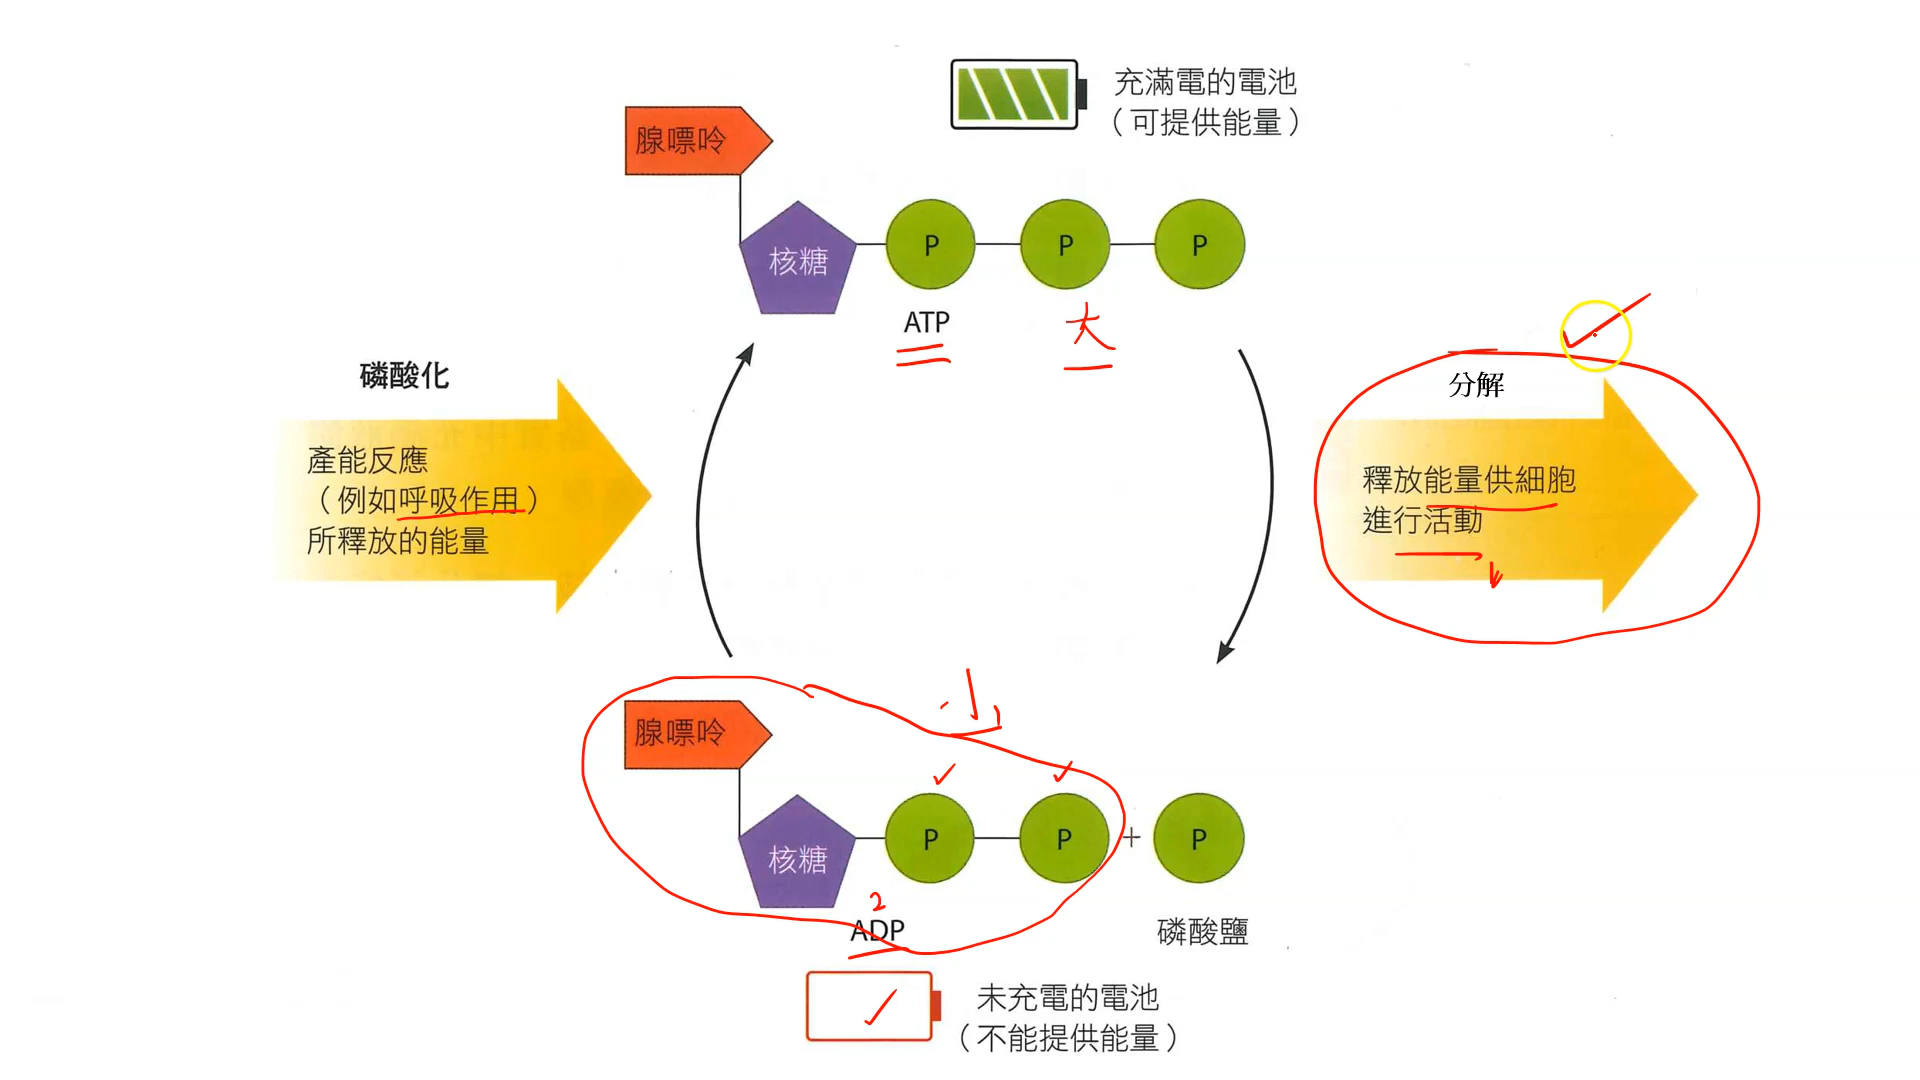 充滿電的電池
（可提供能量）
腺嘌呤
核糖
P
P
P
ATP
大
磷酸化
產能反應
（例如呼吸作用）
所釋放的能量
分解
釋放能量供細胞
進行活動
小
腺嘌呤
核糖
P
P
+
P
2
ADP
磷酸鹽
未充電的電池
（不能提供能量）